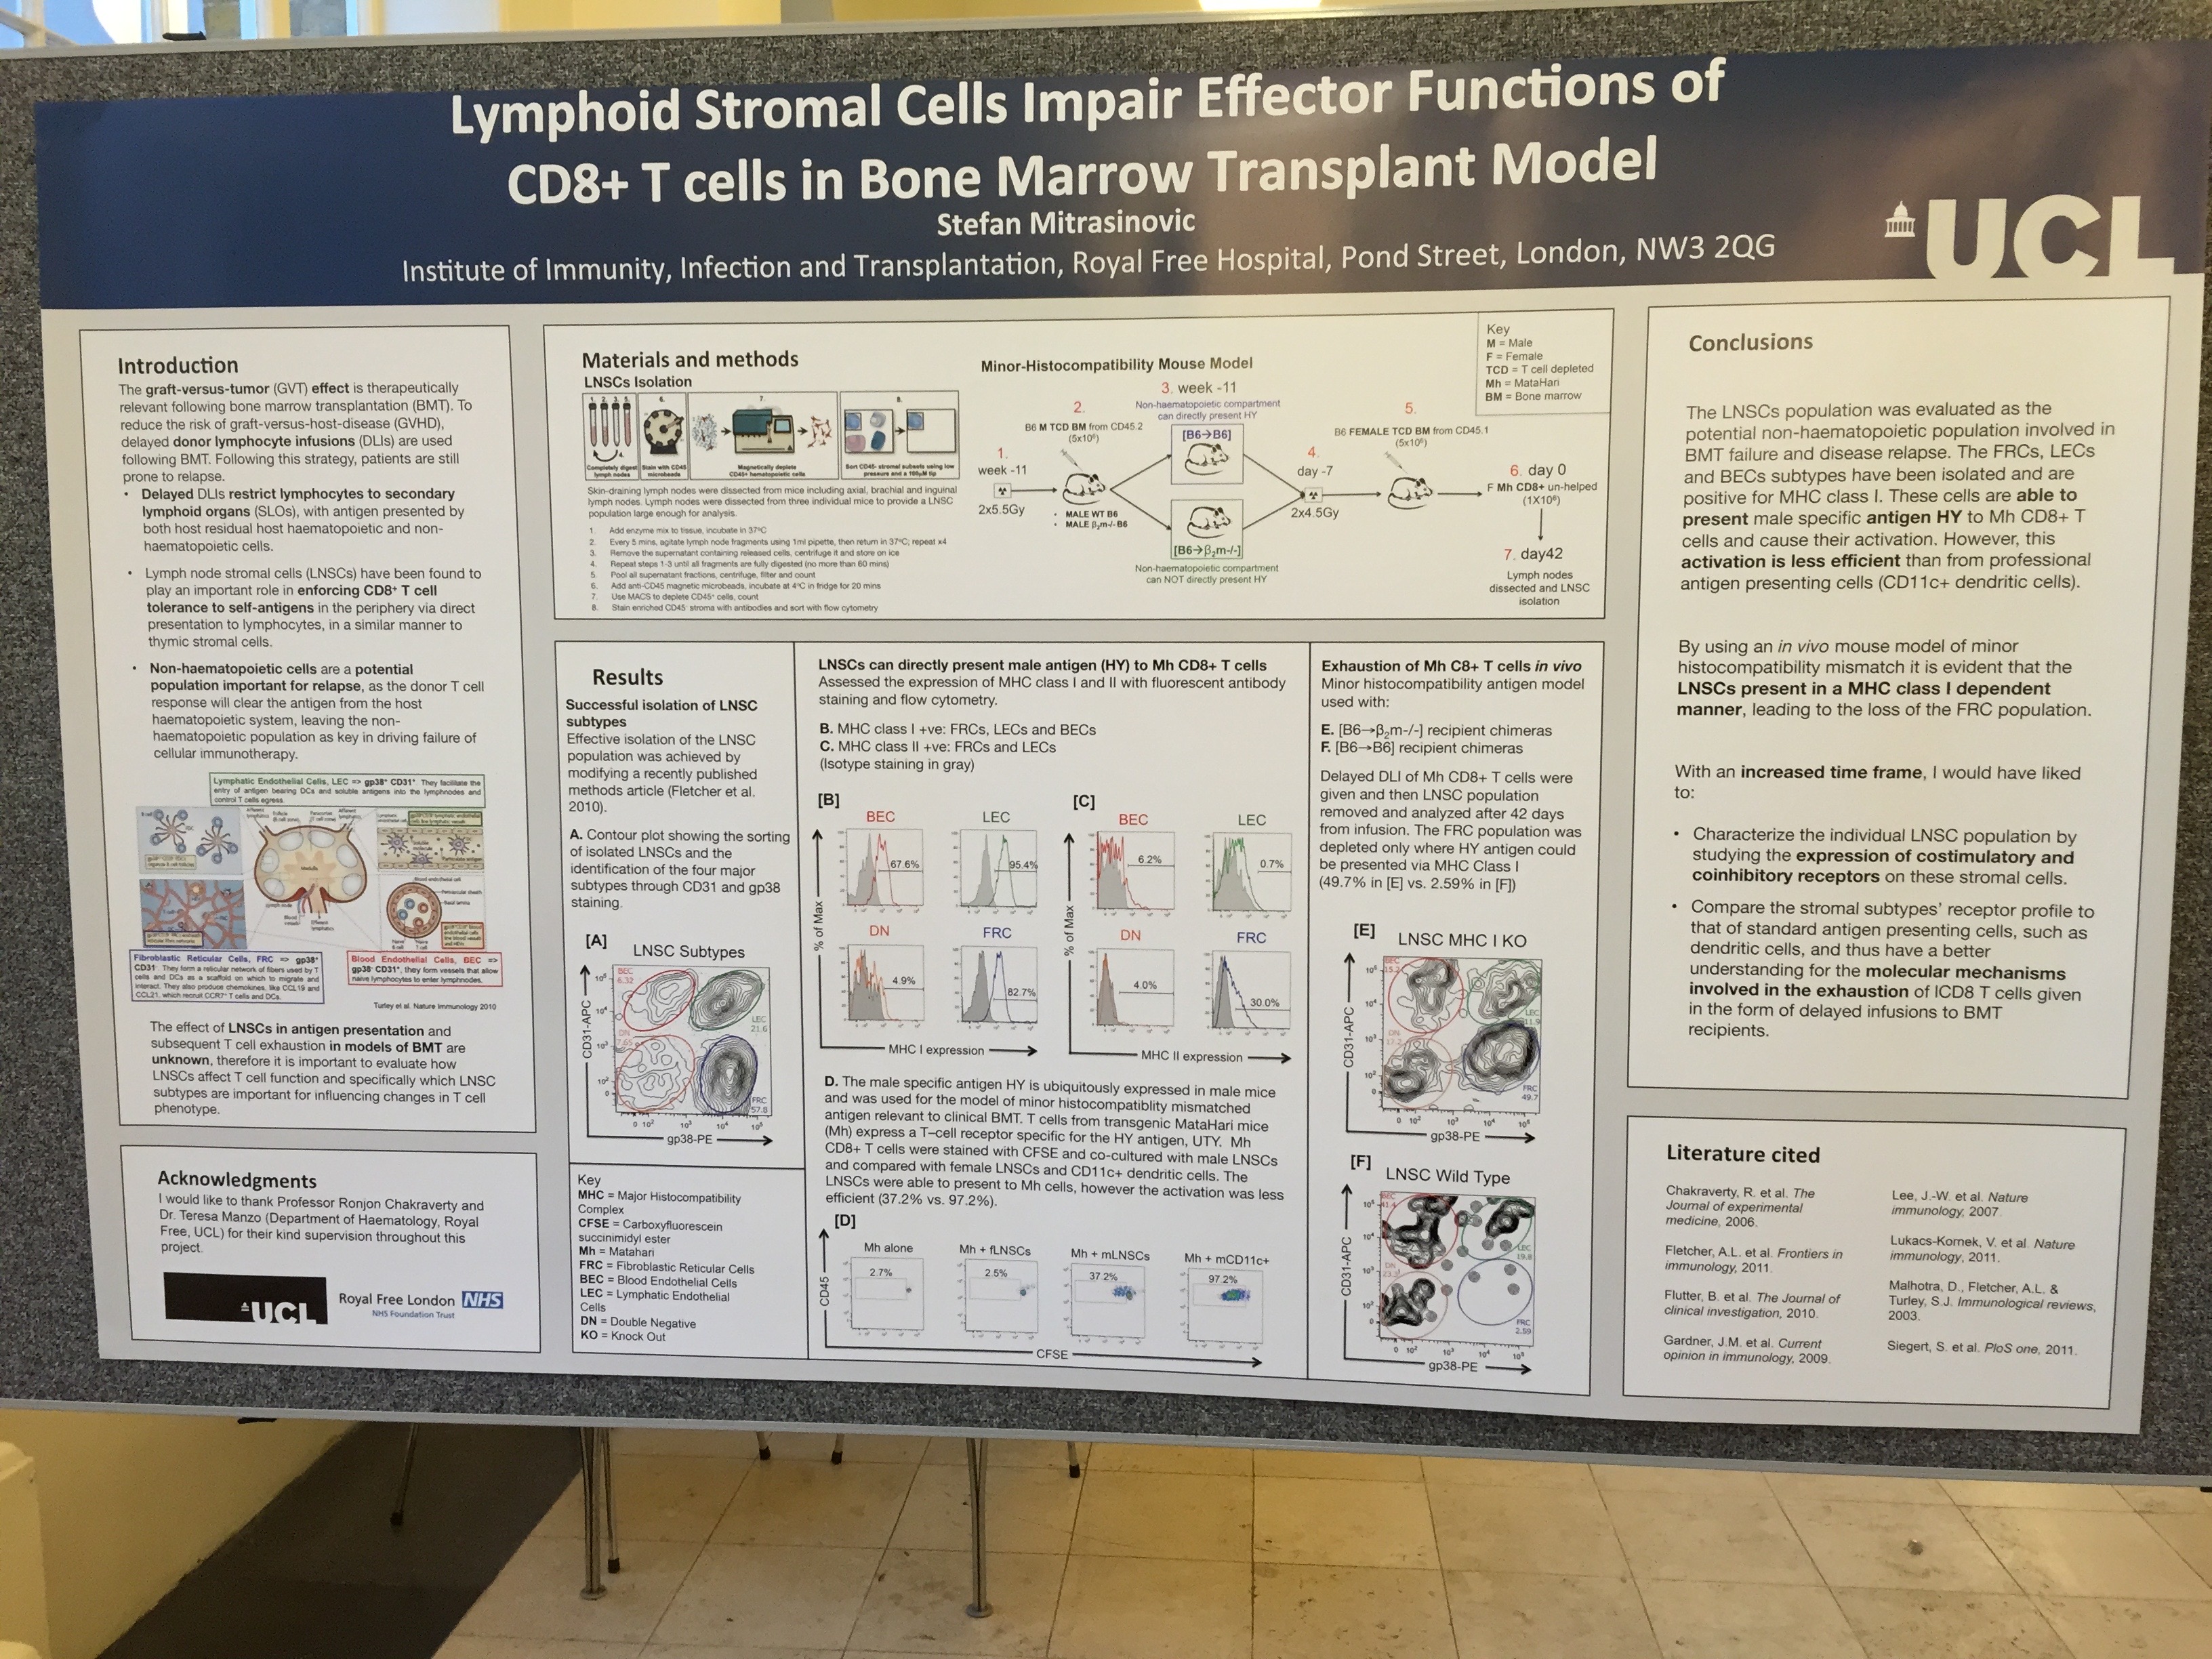 Lymphoid Stromal Cells Impair Effector Functions of
CD8+ T cells in Bone Marrow Transplant Model
Stefan Mitrasinovic
Institute of Immunity, Infection and Transplantation, Royal Free Hospital, Pond Street, London, NW3 2QG
UCL
Introduction
The graft-versus-tumor (GVT) effect is therapeutically
relevant following bone marrow transplantation (BMT). To
reduce the risk of graft-versus-host-disease (GVHD),
delayed donor lymphocyte infusions (DLIs) are used
following BMT. Following this strategy, patients are still
prone to relapse.
• Delayed DLIs restrict lymphocytes to secondary
lymphoid organs (SLOs), with antigen presented by
both host residual host haematopoietic and non-
haematopoietic cells.
• Lymph node stromal cells (LNSCs) have been found to
play an important role in enforcing CD8⁺ T cell
tolerance to self-antigens in the periphery via direct
presentation to lymphocytes, in a similar manner to
thymic stromal cells.
• Non-haematopoietic cells are a potential
population important for relapse, as the donor T cell
response will clear the antigen from the host
haematopoietic system, leaving the non-
haematopoietic population as key in driving failure of
cellular immunotherapy.
Lymphatic Endothelial Cells, LEC => gp38⁺ CD31⁺. They facilitate the
entry of antigen bearing DCs and soluble antigens into the lymphnodes and
control T cells egress.
Medulla
Fibroblastic Reticular Cells, FRC => gp38⁺
CD31⁻. They form a reticular network of fibers used by T
cells and DCs as a scaffold on which to migrate and
interact. They also produce chemokines, like CCL19 and
CCL21, which recruit CCR7⁺ T cells and DCs.
Blood Endothelial Cells, BEC =>
gp38⁻ CD31⁺, they form vessels that allow
naive lymphocytes to enter lymphnodes.
Turley et al. Nature Immunology 2010
The effect of LNSCs in antigen presentation and
subsequent T cell exhaustion in models of BMT are
unknown, therefore it is important to evaluate how
LNSCs affect T cell function and specifically which LNSC
subtypes are important for influencing changes in T cell
phenotype.
Acknowledgments
I would like to thank Professor Ronjon Chakraverty and
Dr. Teresa Manzo (Department of Haematology, Royal
Free, UCL) for their kind supervision throughout this
project.
UCL
Royal Free London NHS
NHS Foundation Trust
Materials and methods
LNSCs Isolation
1. 2. 3. 5. 6. 7. 8.
4.
Completely digest
lymph nodes
Stain with CD45
microbeads
Magnetically deplete
CD45+ hematopoietic cells
Sort CD45- stromal subsets using low
pressure and a 100μM tip
Skin-draining lymph nodes were dissected from mice including axial, brachial and inguinal
lymph nodes. Lymph nodes were dissected from three individual mice to provide a LNSC
population large enough for analysis.
1. Add enzyme mix to tissue, incubate in 37ºC
2. Every 5 mins, agitate lymph node fragments using 1ml pipette, then return in 37ºC; repeat x4
3. Remove the supernatant containing released cells, centrifuge it and store on ice
4. Repeat steps 1-3 until all fragments are fully digested (no more than 60 mins)
5. Pool all supernatant fractions, centrifuge, filter and count
6. Add anti-CD45 magnetic microbeads, incubate at 4ºC in fridge for 20 mins
7. Use MACS to deplete CD45⁺ cells, count
8. Stain enriched CD45⁻ stroma with antibodies and sort with flow cytometry
Minor-Histocompatibility Mouse Model
1.
week -11
2x5.5Gy
2.
B6 M TCD BM from CD45.2
(5x10⁶)
• MALE WT B6
• MALE β₂m-/- B6
3. week -11
Non-haematopoietic compartment
can directly present HY
[B6→B6]
[B6→β₂m-/-]
Non-haematopoietic compartment
can NOT directly present HY
4.
day -7
2x4.5Gy
5.
B6 FEMALE TCD BM from CD45.1
(5x10⁶)
6. day 0
F Mh CD8+ un-helped
(1X10⁶)
7. day42
Lymph nodes
dissected and LNSC
isolation
Key
M = Male
F = Female
TCD = T cell depleted
Mh = MataHari
BM = Bone marrow
Results
Successful isolation of LNSC
subtypes
Effective isolation of the LNSC
population was achieved by
modifying a recently published
methods article (Fletcher et al.
2010).
A. Contour plot showing the sorting
of isolated LNSCs and the
identification of the four major
subtypes through CD31 and gp38
staining.
[A]
LNSC Subtypes
BEC
6.32
LEC
21.6
DN
7.65
FRC
57.8
CD31-APC
gp38-PE
Key
MHC = Major Histocompatibility
Complex
CFSE = Carboxyfluorescein
succinimidyl ester
Mh = Matahari
FRC = Fibroblastic Reticular Cells
BEC = Blood Endothelial Cells
LEC = Lymphatic Endothelial
Cells
DN = Double Negative
KO = Knock Out
LNSCs can directly present male antigen (HY) to Mh CD8+ T cells
Assessed the expression of MHC class I and II with fluorescent antibody
staining and flow cytometry.
B. MHC class I +ve: FRCs, LECs and BECs
C. MHC class II +ve: FRCs and LECs
(Isotype staining in gray)
[B]
BEC
67.6%
LEC
95.4%
DN
4.9%
FRC
82.7%
% of Max
MHC I expression
[C]
BEC
6.2%
LEC
0.7%
DN
4.0%
FRC
30.0%
% of Max
MHC II expression
D. The male specific antigen HY is ubiquitously expressed in male mice
and was used for the model of minor histocompatiblity mismatched
antigen relevant to clinical BMT. T cells from transgenic MataHari mice
(Mh) express a T–cell receptor specific for the HY antigen, UTY. Mh
CD8+ T cells were stained with CFSE and co-cultured with male LNSCs
and compared with female LNSCs and CD11c+ dendritic cells. The
LNSCs were able to present to Mh cells, however the activation was less
efficient (37.2% vs. 97.2%).
[D]
Mh alone
2.7%
Mh + fLNSCs
2.5%
Mh + mLNSCs
37.2%
Mh + mCD11c+
97.2%
CD45
CFSE
Exhaustion of Mh C8+ T cells in vivo
Minor histocompatibility antigen model
used with:
E. [B6→β₂m-/-] recipient chimeras
F. [B6→B6] recipient chimeras
Delayed DLI of Mh CD8+ T cells were
given and then LNSC population
removed and analyzed after 42 days
from infusion. The FRC population was
depleted only where HY antigen could
be presented via MHC Class I
(49.7% in [E] vs. 2.59% in [F])
[E]
LNSC MHC I KO
BEC
15.2
LEC
11.9
DN
17.2
FRC
49.7
CD31-APC
gp38-PE
[F]
LNSC Wild Type
BEC
41.4
LEC
19.8
DN
FRC
2.59
CD31-APC
gp38-PE
Conclusions
The LNSCs population was evaluated as the
potential non-haematopoietic population involved in
BMT failure and disease relapse. The FRCs, LECs
and BECs subtypes have been isolated and are
positive for MHC class I. These cells are able to
present male specific antigen HY to Mh CD8+ T
cells and cause their activation. However, this
activation is less efficient than from professional
antigen presenting cells (CD11c+ dendritic cells).
By using an in vivo mouse model of minor
histocompatibility mismatch it is evident that the
LNSCs present in a MHC class I dependent
manner, leading to the loss of the FRC population.
With an increased time frame, I would have liked
to:
• Characterize the individual LNSC population by
studying the expression of costimulatory and
coinhibitory receptors on these stromal cells.
• Compare the stromal subtypes' receptor profile to
that of standard antigen presenting cells, such as
dendritic cells, and thus have a better
understanding for the molecular mechanisms
involved in the exhaustion of lCD8 T cells given
in the form of delayed infusions to BMT
recipients.
Literature cited
Chakraverty, R. et al. The
Journal of experimental
medicine, 2006.
Fletcher, A.L. et al. Frontiers in
immunology, 2011.
Flutter, B. et al. The Journal of
clinical investigation, 2010.
Gardner, J.M. et al. Current
opinion in immunology, 2009.
Lee, J.-W. et al. Nature
immunology, 2007.
Lukacs-Kornek, V. et al. Nature
immunology, 2011.
Malhotra, D., Fletcher, A.L. &
Turley, S.J. Immunological reviews,
2003.
Siegert, S. et al. PloS one, 2011.